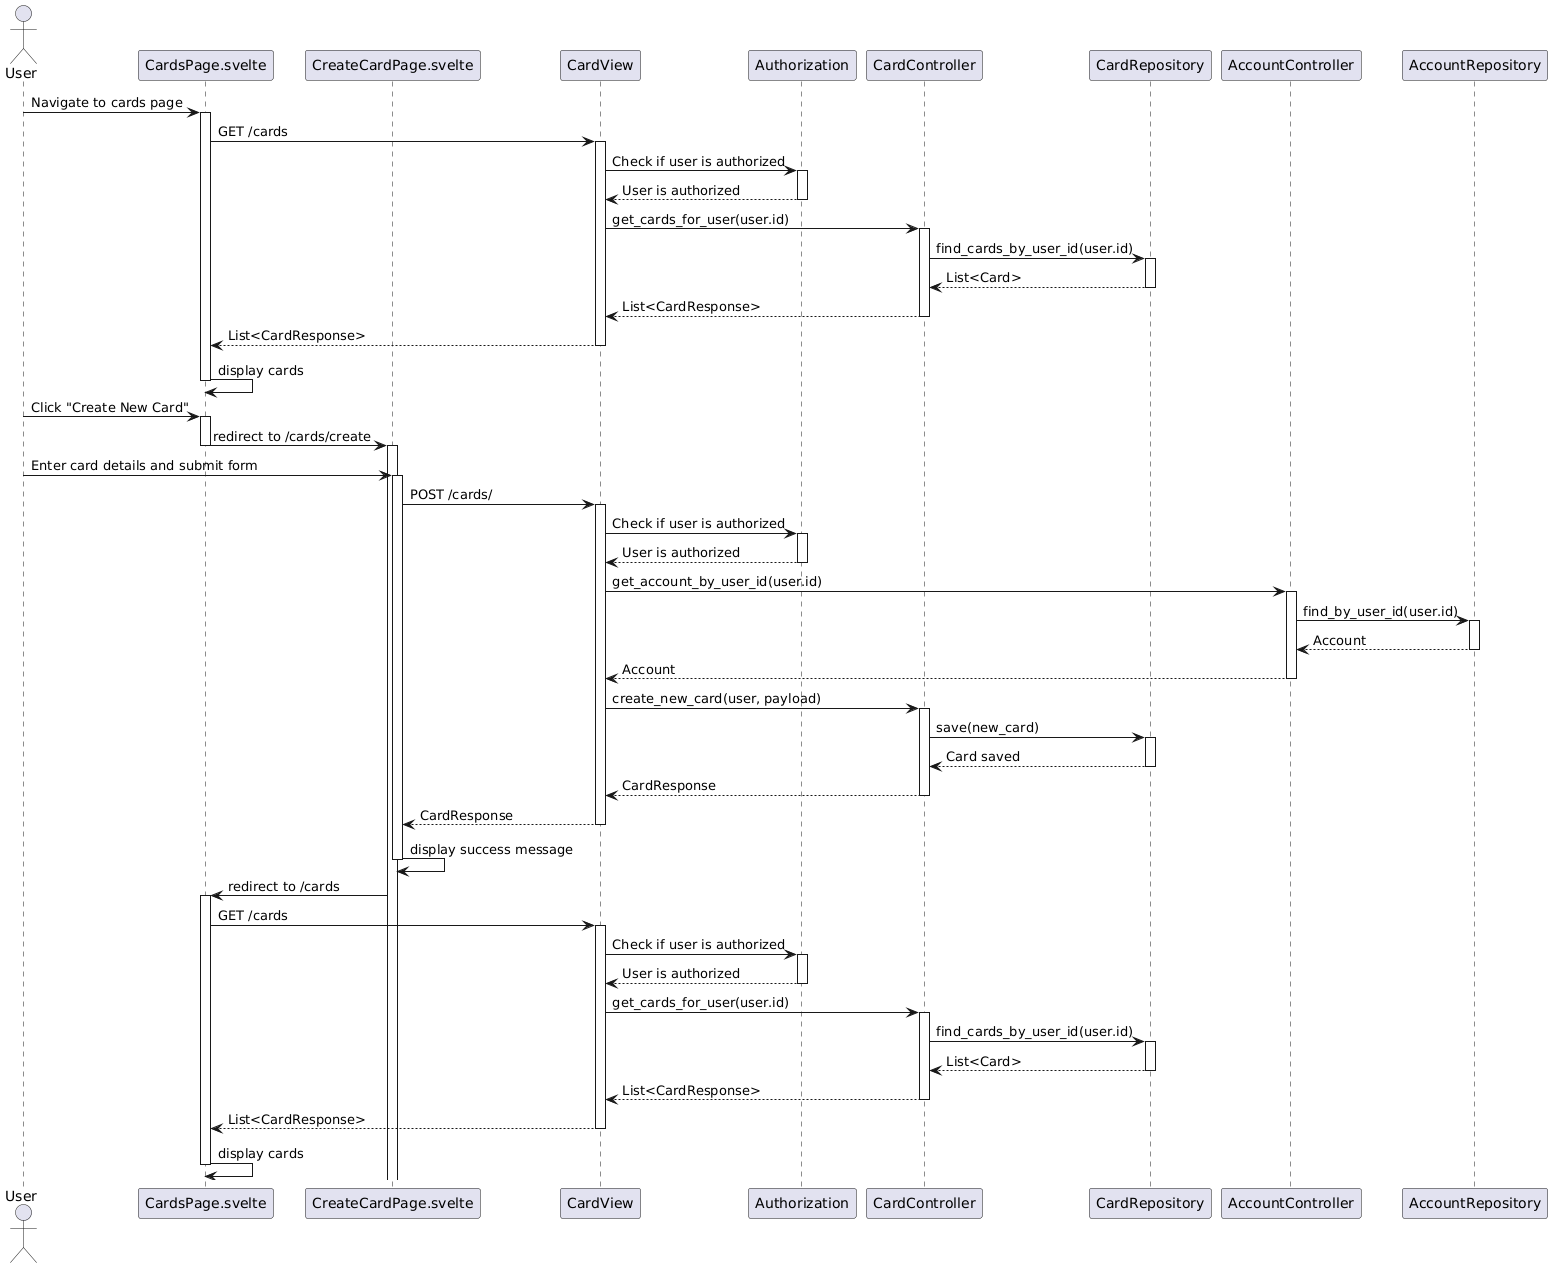 User
CardsPage.svelte
CreateCardPage.svelte
CardView
Authorization
CardController
CardRepository
AccountController
AccountRepository
Navigate to cards page
GET /cards
Check if user is authorized
User is authorized
get_cards_for_user(user.id)
find_cards_by_user_id(user.id)
List<Card>
List<CardResponse>
List<CardResponse>
display cards
Click "Create New Card"
redirect to /cards/create
Enter card details and submit form
POST /cards/
Check if user is authorized
User is authorized
get_account_by_user_id(user.id)
find_by_user_id(user.id)
Account
Account
create_new_card(user, payload)
save(new_card)
Card saved
CardResponse
CardResponse
display success message
redirect to /cards
GET /cards
Check if user is authorized
User is authorized
get_cards_for_user(user.id)
find_cards_by_user_id(user.id)
List<Card>
List<CardResponse>
List<CardResponse>
display cards
User
CardsPage.svelte
CreateCardPage.svelte
CardView
Authorization
CardController
CardRepository
AccountController
AccountRepository